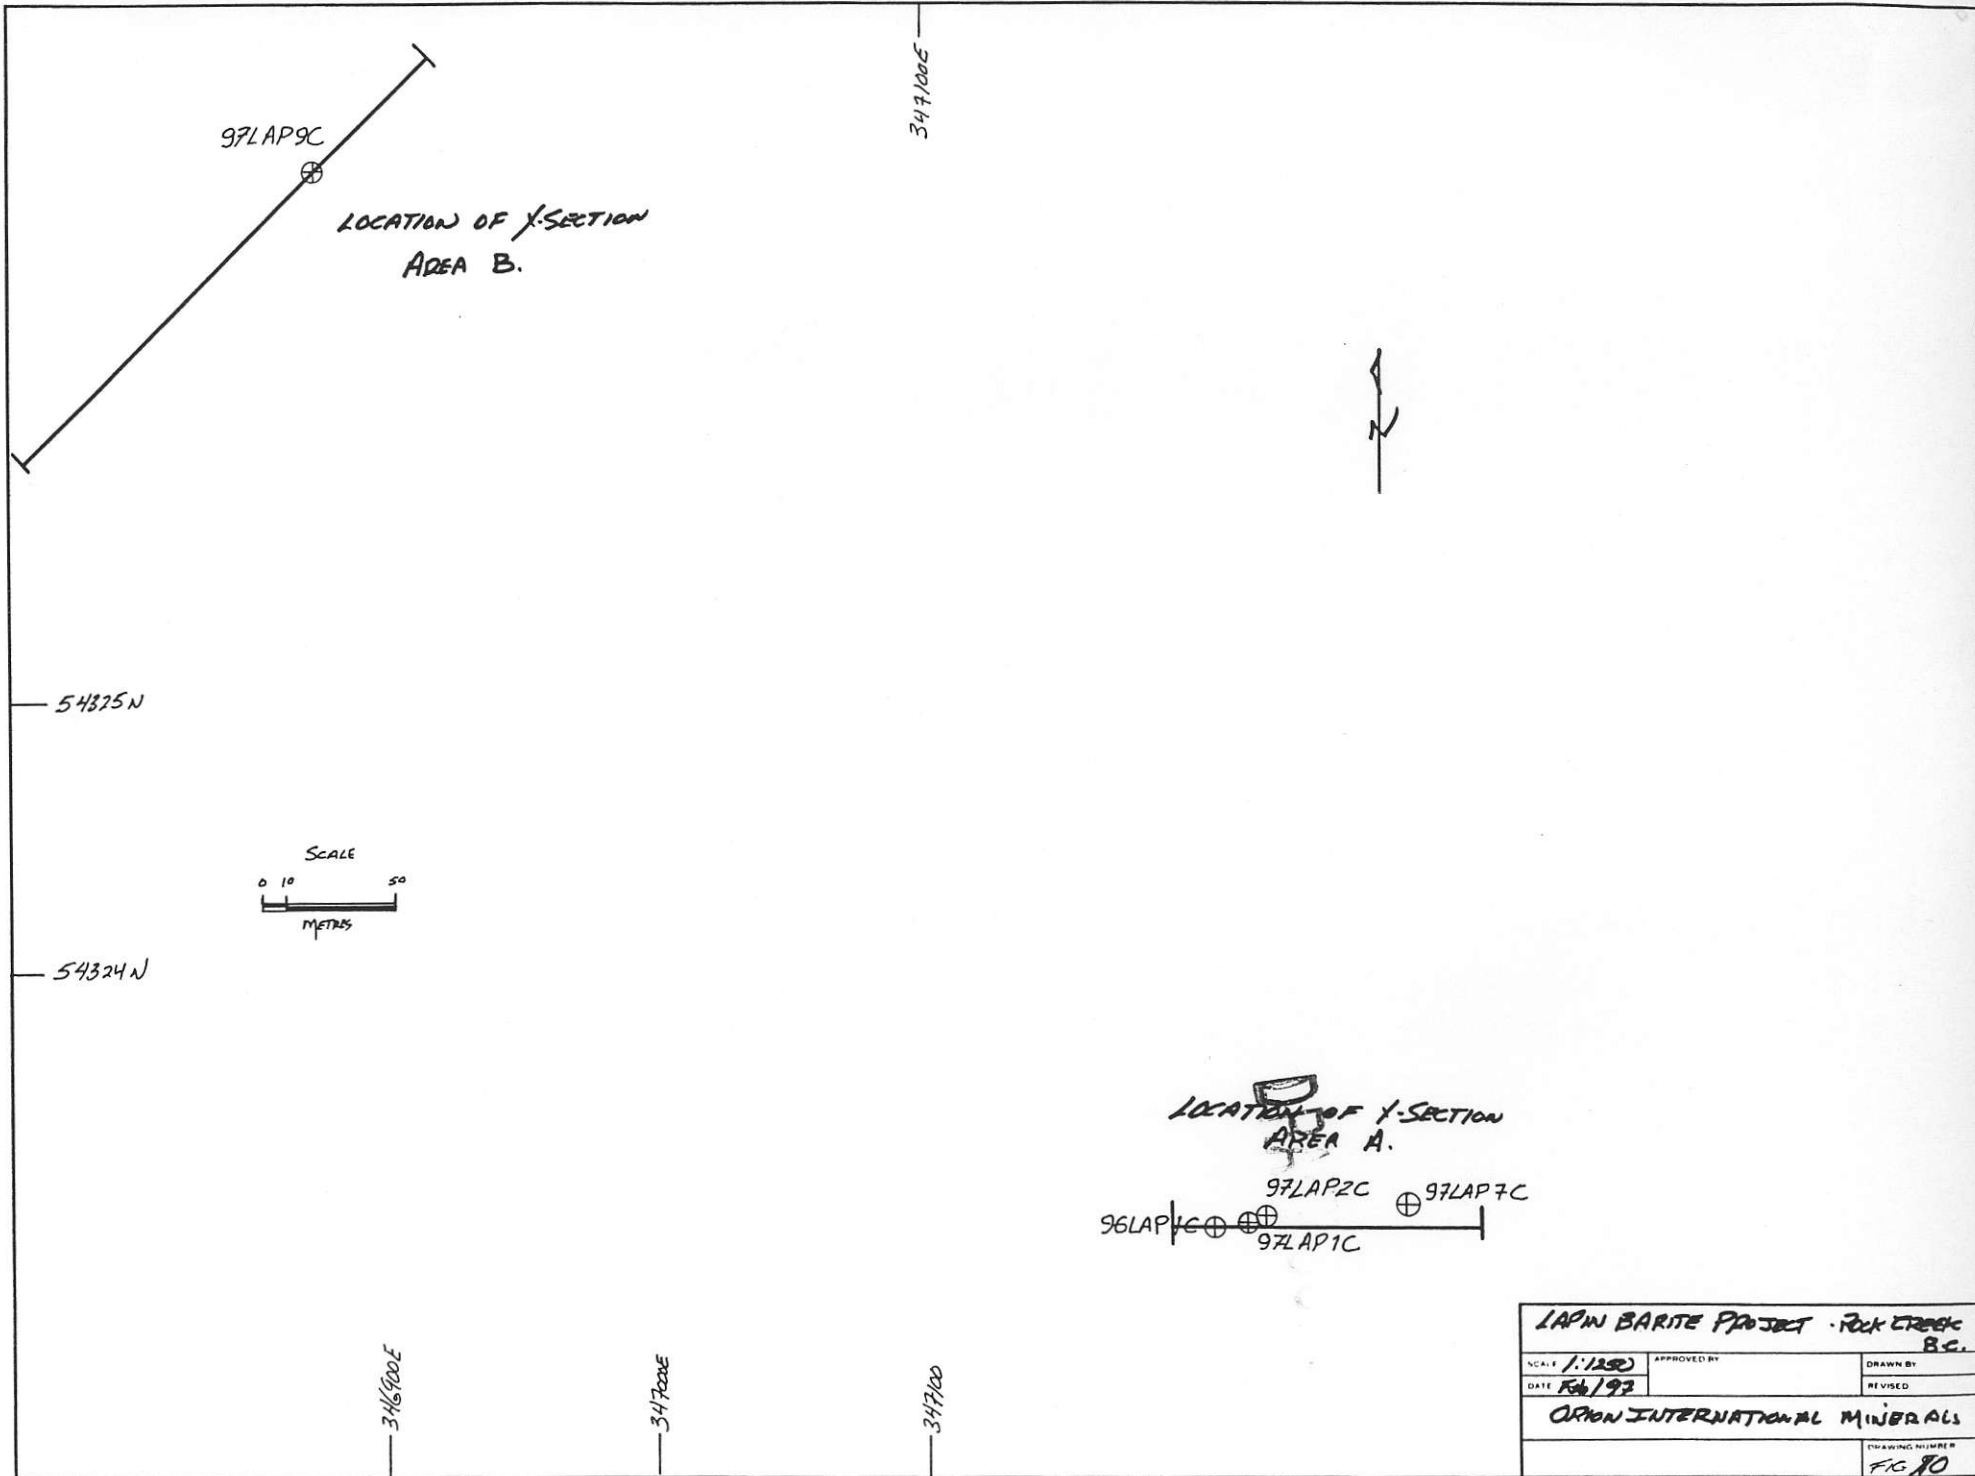 347100E
97LAP9C
LOCATION OF X-SECTION
AREA B.
N
54325N
SCALE
0 10 50
METRES
54324N
LOCATION OF X-SECTION
AREA A.
97LAP2C
97LAP7C
96LAP1C
97LAP1C
346900E
347000E
347100
LAPIN BARITE PROJECT - ROCK CREEK
B.C.
SCALE 1:1250
APPROVED BY
DRAWN BY
DATE Feb/97
REVISED
ORION INTERNATIONAL MINERALS
DRAWING NUMBER
FIG 10